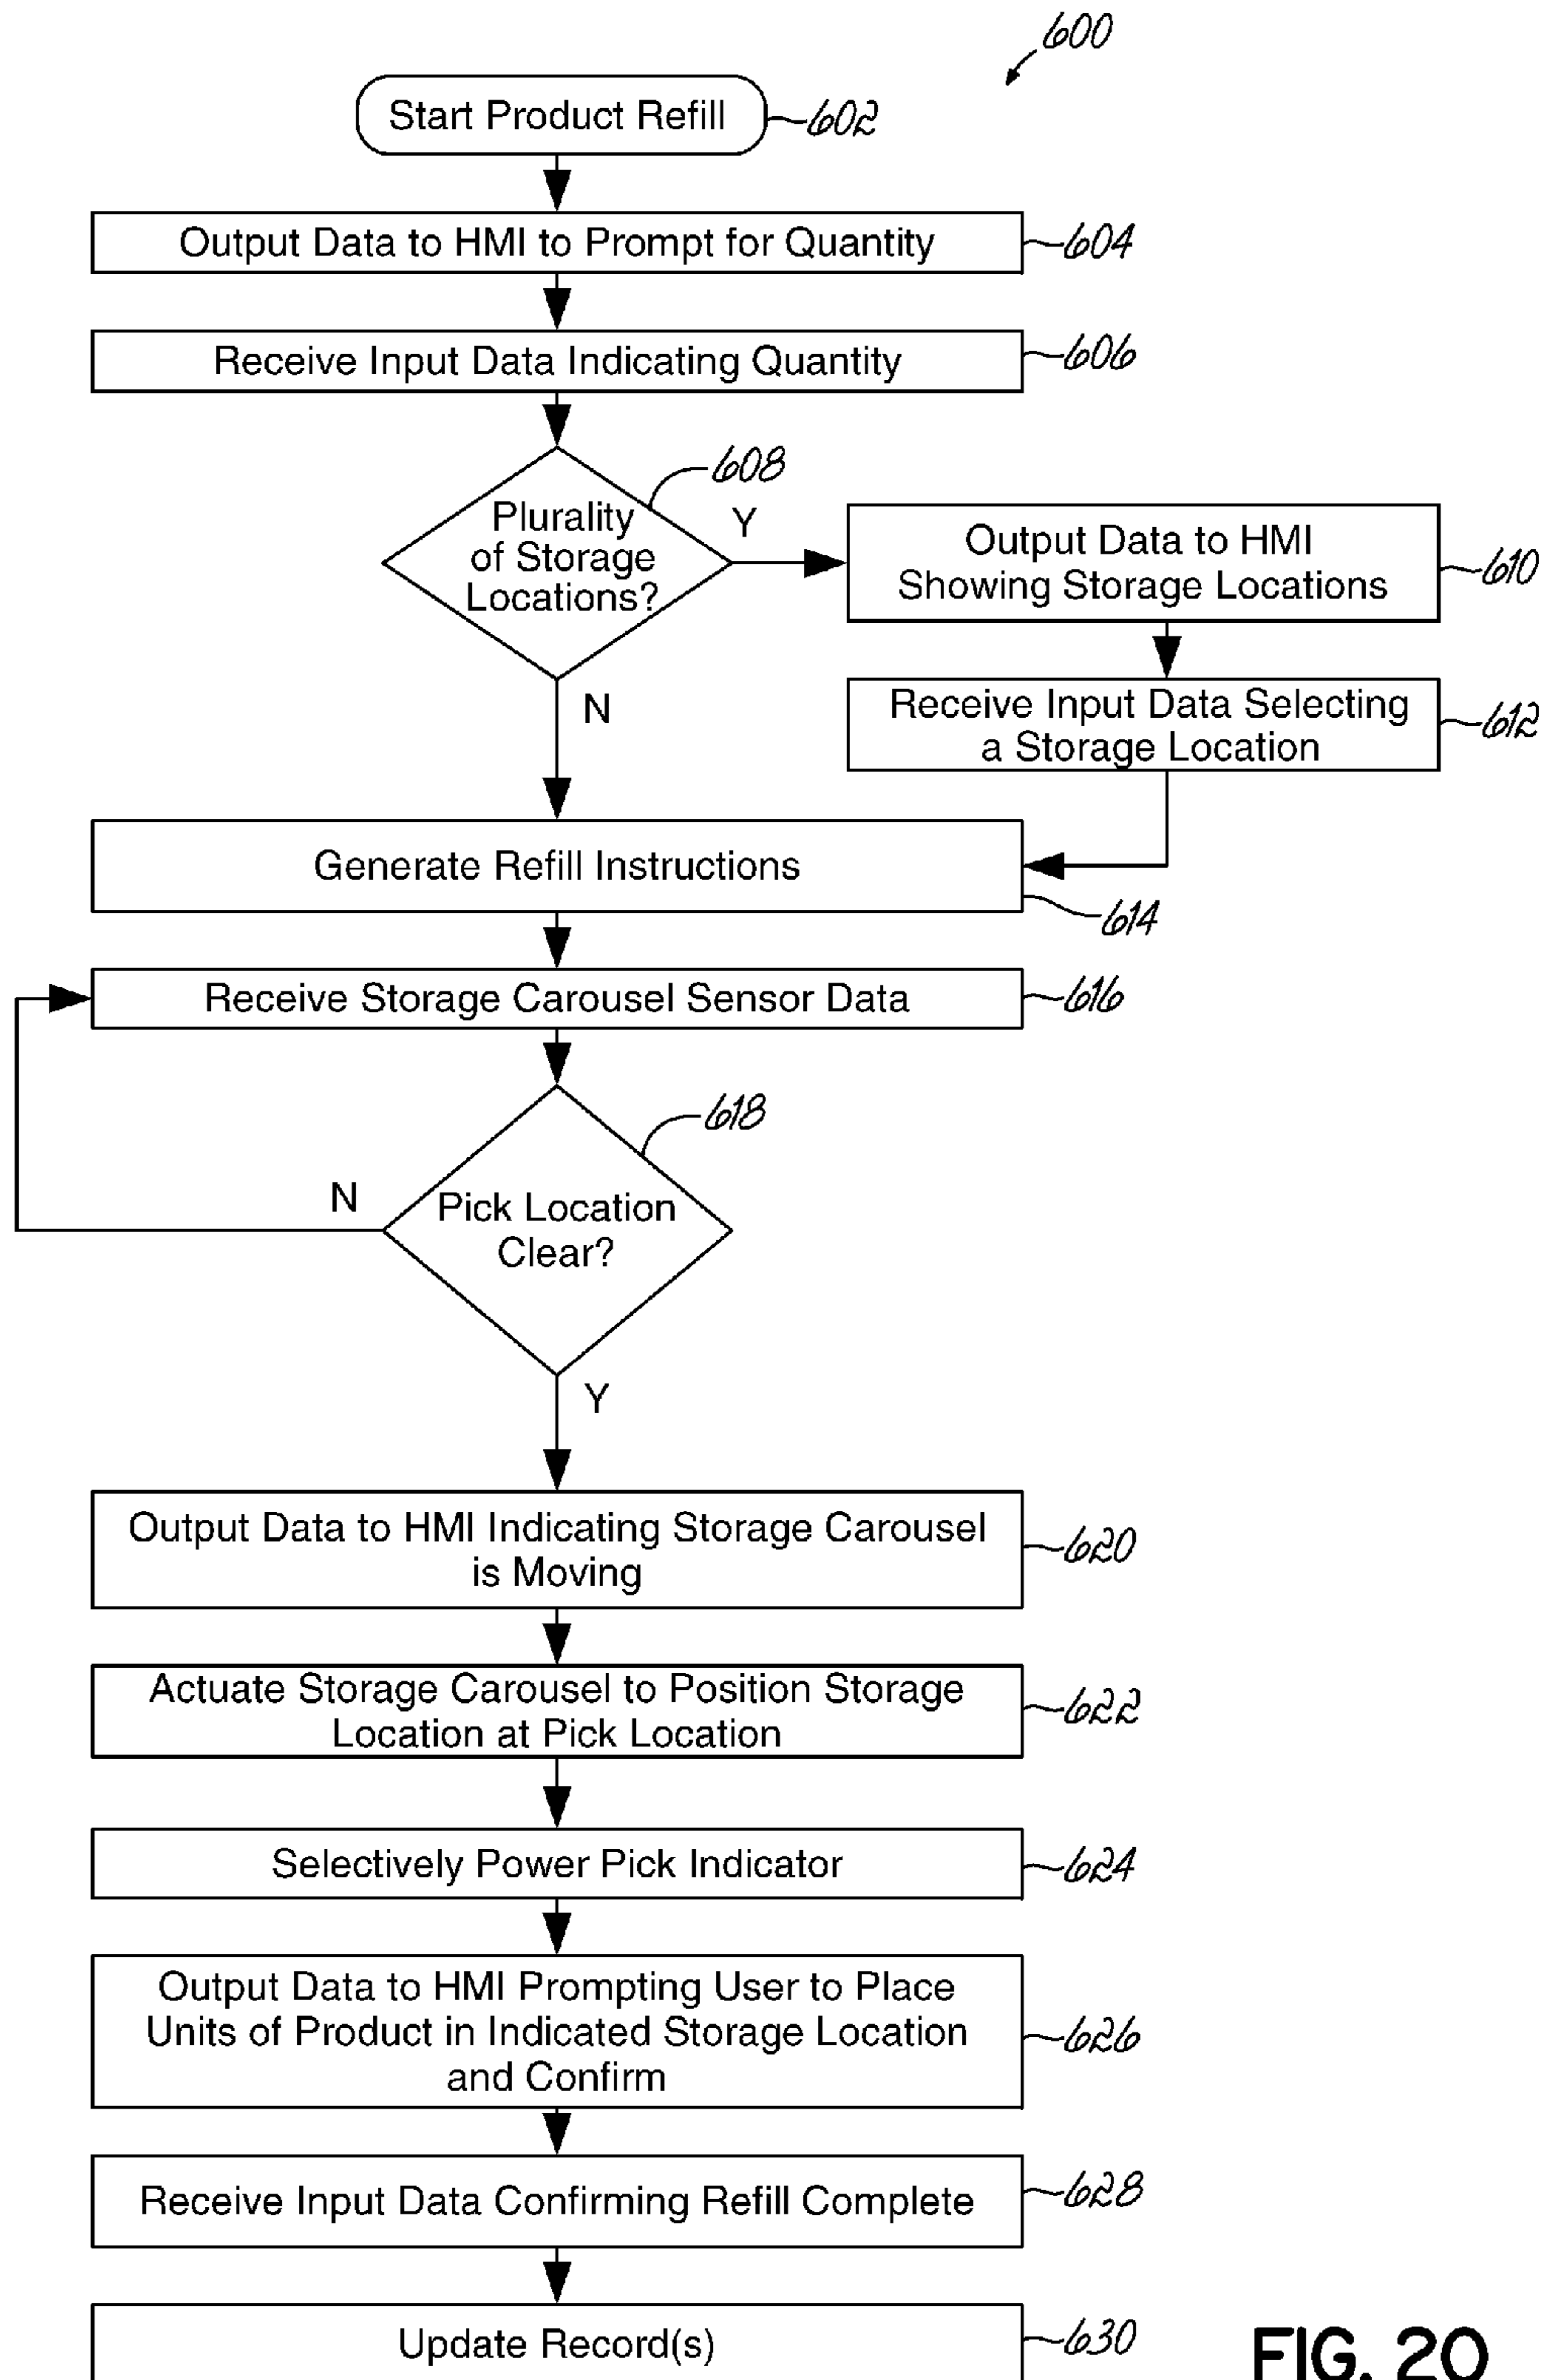 600
Start Product Refill
602
Output Data to HMI to Prompt for Quantity
604
Receive Input Data Indicating Quantity
606
608
Plurality
of Storage
Locations?
Y
N
Output Data to HMI
Showing Storage Locations
610
Receive Input Data Selecting
a Storage Location
612
Generate Refill Instructions
614
Receive Storage Carousel Sensor Data
616
618
Pick Location
Clear?
N
Y
Output Data to HMI Indicating Storage Carousel
is Moving
620
Actuate Storage Carousel to Position Storage
Location at Pick Location
622
Selectively Power Pick Indicator
624
Output Data to HMI Prompting User to Place
Units of Product in Indicated Storage Location
and Confirm
626
Receive Input Data Confirming Refill Complete
628
Update Record(s)
630
FIG. 20